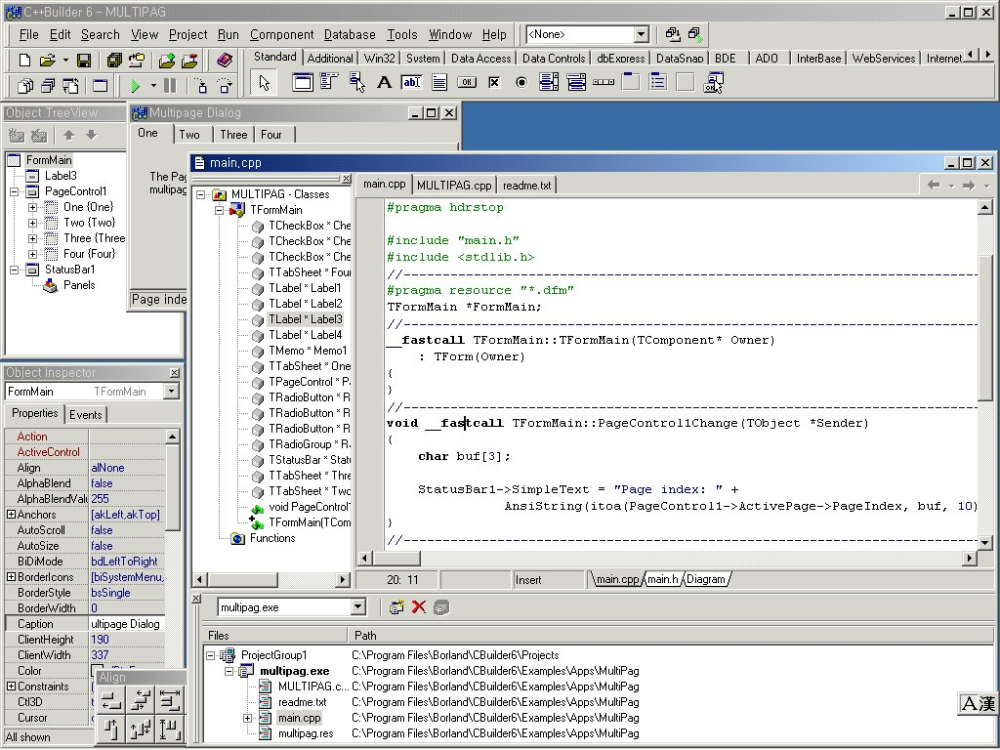 C++Builder 6 - MULTIPAG
File Edit Search View Project Run Component Database Tools Window Help
<None>
Standard Additional Win32 System Data Access Data Controls dbExpress DataSnap BDE ADO InterBase WebServices Internet
Object TreeView
FormMain
Label3
PageControl1
One {One}
Two {Two}
Three {Three
Four {Four}
StatusBar1
Panels
Multipage Dialog
One Two Three Four
The Pag
multipag
Page inde
Object Inspector
FormMain TFormMain
Properties Events
Action
ActiveControl
Align alNone
AlphaBlend false
AlphaBlendValu 255
Anchors [akLeft,akTop]
AutoScroll false
AutoSize false
BiDiMode bdLeftToRight
BorderIcons [biSystemMenu,
BorderStyle bsSingle
BorderWidth 0
Caption ultipage Dialog
ClientHeight 190
ClientWidth 337
Color
Constraints
Ctl3D
Cursor
All shown
Align
main.cpp
MULTIPAG - Classes
TFormMain
TCheckBox * Che
TCheckBox * Che
TCheckBox * Che
TTabSheet * Four
TLabel * Label1
TLabel * Label2
TLabel * Label3
TLabel * Label4
TMemo * Memo1
TTabSheet * One
TPageControl * Pa
TRadioButton * R
TRadioButton * R
TRadioButton * R
TRadioGroup * Ra
TStatusBar * Statu
TTabSheet * Thre
TTabSheet * Two
void PageControl
TFormMain(TCom
Functions
main.cpp MULTIPAG.cpp readme.txt
#pragma hdrstop
#include "main.h"
#include <stdlib.h>
//---------------------------------------------------------------------------
#pragma resource "*.dfm"
TFormMain *FormMain;
//---------------------------------------------------------------------------
__fastcall TFormMain::TFormMain(TComponent* Owner)
: TForm(Owner)
{
}
//---------------------------------------------------------------------------
void __fastcall TFormMain::PageControl1Change(TObject *Sender)
{
char buf[3];
StatusBar1->SimpleText = "Page index: " +
AnsiString(itoa(PageControl1->ActivePage->PageIndex, buf, 10)
}
//---------------------------------------------------------------------------
20: 11 Insert main.cpp main.h Diagram
multipag.exe
Files Path
ProjectGroup1 C:\Program Files\Borland\CBuilder6\Projects
multipag.exe C:\Program Files\Borland\CBuilder6\Examples\Apps\MultiPag
MULTIPAG.c... C:\Program Files\Borland\CBuilder6\Examples\Apps\MultiPag
readme.txt C:\Program Files\Borland\CBuilder6\Examples\Apps\MultiPag
main.cpp C:\Program Files\Borland\CBuilder6\Examples\Apps\MultiPag
multipag.res C:\Program Files\Borland\CBuilder6\Examples\Apps\MultiPag
A漢